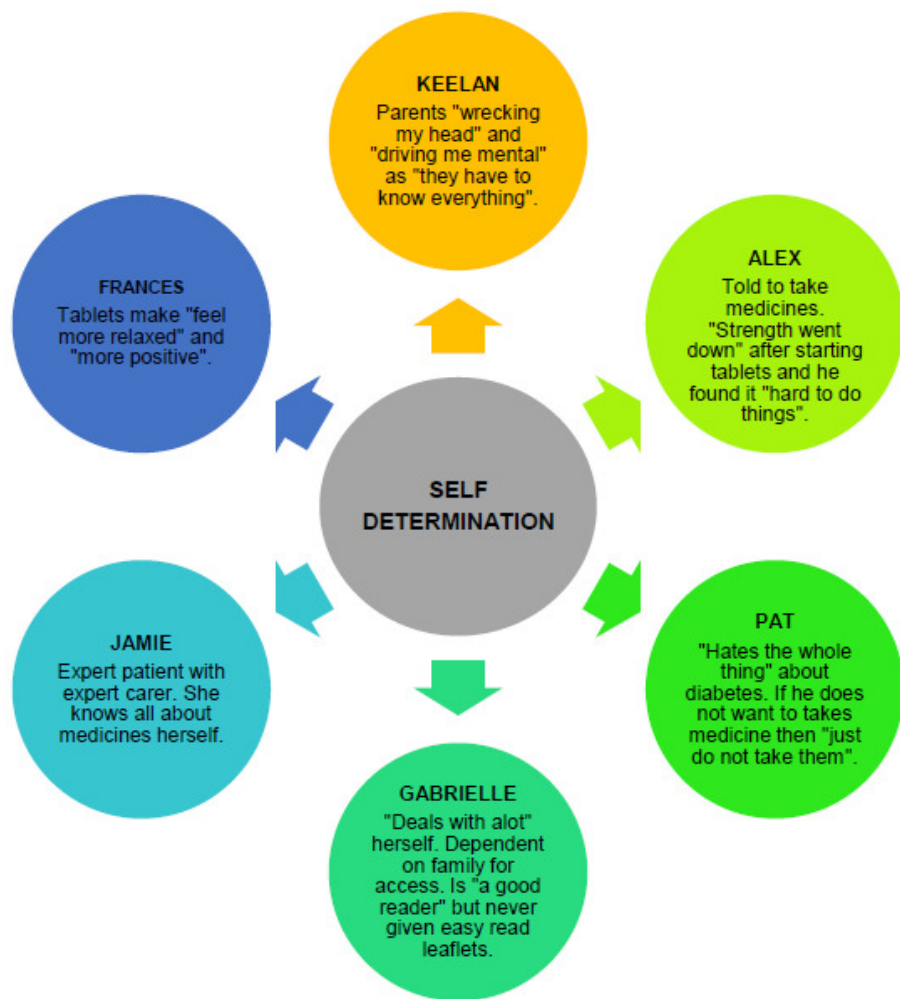 KEELAN
Parents "wrecking
my head" and
"driving me mental"
as "they have to
know everything".
ALEX
Told to take
medicines.
"Strength went
down" after starting
tablets and he
found it "hard to do
things".
FRANCES
Tablets make "feel
more relaxed" and
"more positive".
SELF
DETERMINATION
JAMIE
Expert patient with
expert carer. She
knows all about
medicines herself.
PAT
"Hates the whole
thing" about
diabetes. If he does
not want to takes
medicine then "just
do not take them".
GABRIELLE
"Deals with alot"
herself. Dependent
on family for
access. Is "a good
reader" but never
given easy read
leaflets.